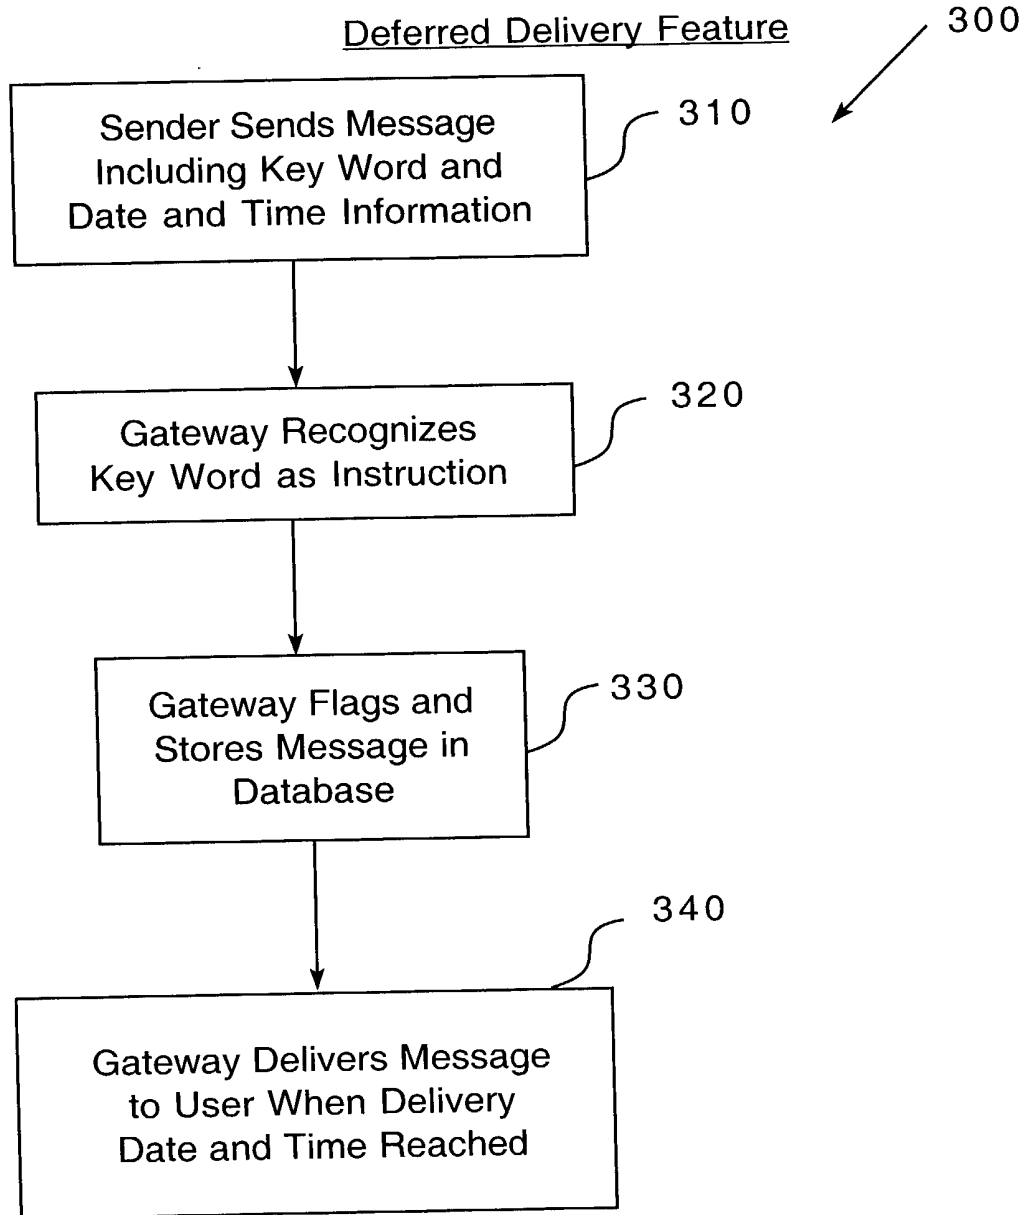 Deferred Delivery Feature
300
Sender Sends Message
Including Key Word and
Date and Time Information
310
Gateway Recognizes
Key Word as Instruction
320
Gateway Flags and
Stores Message in
Database
330
Gateway Delivers Message
to User When Delivery
Date and Time Reached
340